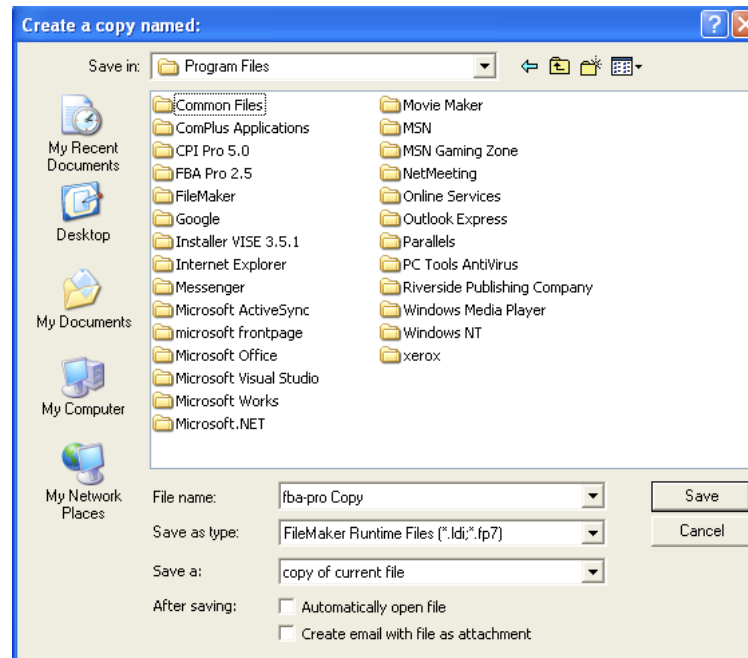 Create a copy named:
Save in: Program Files
My Recent Documents
Desktop
My Documents
My Computer
My Network Places
Common Files
ComPlus Applications
CPI Pro 5.0
FBA Pro 2.5
FileMaker
Google
Installer VISE 3.5.1
Internet Explorer
Messenger
Microsoft ActiveSync
microsoft frontpage
Microsoft Office
Microsoft Visual Studio
Microsoft Works
Microsoft.NET
Movie Maker
MSN
MSN Gaming Zone
NetMeeting
Online Services
Outlook Express
Parallels
PC Tools AntiVirus
Riverside Publishing Company
Windows Media Player
Windows NT
xerox
File name: fba-pro Copy Save
Save as type: FileMaker Runtime Files (*.ldi;*.fp7) Cancel
Save a: copy of current file
After saving: Automatically open file
Create email with file as attachment